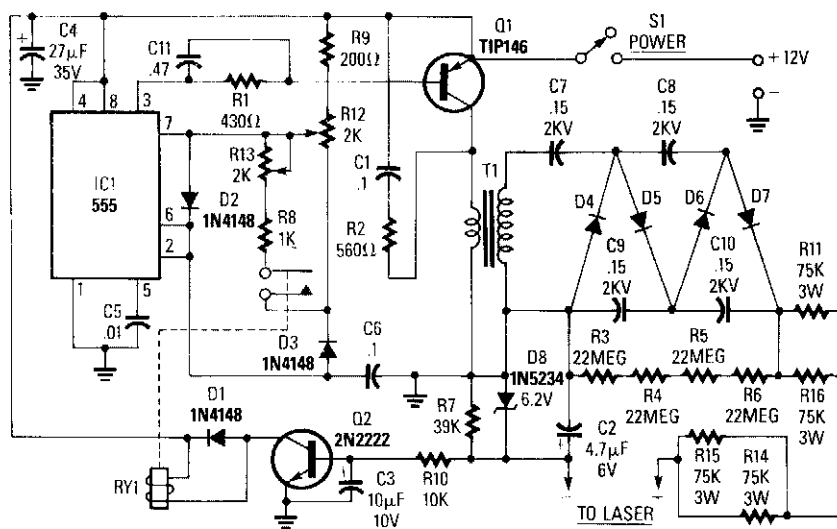 C4
27µF
35V
C11
.47
R1
430Ω
R9
200Ω
Q1
TIP146
S1
POWER
+ 12V
−
4
8
3
7
6
2
1
5
IC1
555
R12
2K
R13
2K
D2
1N4148
R8
1K
C1
.1
R2
560Ω
T1
C7
.15
2KV
C8
.15
2KV
D4
D5
D6
D7
C9
.15
2KV
C10
.15
2KV
R11
75K
3W
C5
.01
D3
1N4148
C6
.1
R3
22MEG
R5
22MEG
R4
22MEG
R6
22MEG
R16
75K
3W
D8
1N5234
6.2V
D1
1N4148
Q2
2N2222
R7
39K
C2
4.7µF
6V
R15
75K
3W
R14
75K
3W
RY1
C3
10µF
10V
R10
10K
+
−
TO LASER